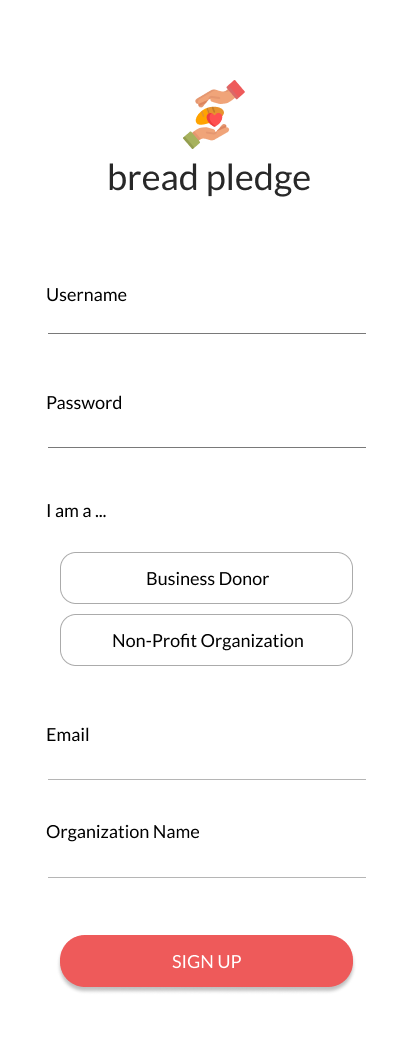 bread pledge
Username
Password
I am a ...
Business Donor
Non-Profit Organization
Email
Organization Name
SIGN UP